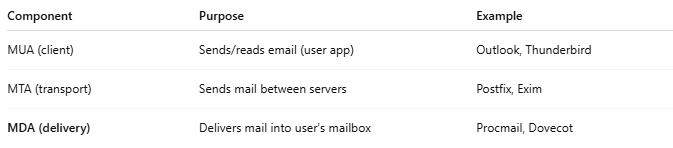 Component Purpose Example
MUA (client) Sends/reads email (user app) Outlook, Thunderbird
MTA (transport) Sends mail between servers Postfix, Exim
MDA (delivery) Delivers mail into user's mailbox Procmail, Dovecot